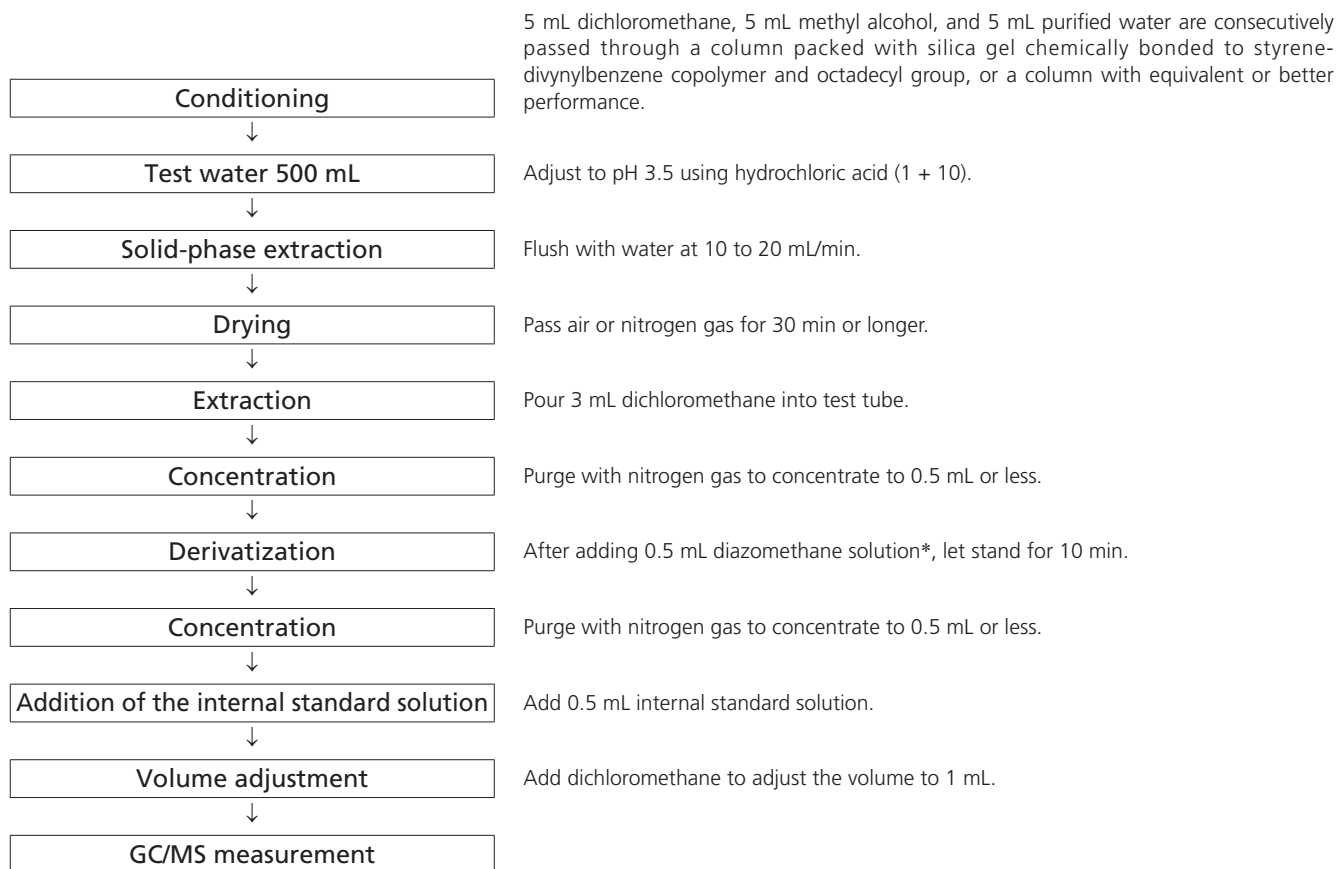 5 mL dichloromethane, 5 mL methyl alcohol, and 5 mL purified water are consecutively
passed through a column packed with silica gel chemically bonded to styrene-
divynylbenzene copolymer and octadecyl group, or a column with equivalent or better
performance.
Conditioning
↓
Test water 500 mL
Adjust to pH 3.5 using hydrochloric acid (1 + 10).
↓
Solid-phase extraction
Flush with water at 10 to 20 mL/min.
↓
Drying
Pass air or nitrogen gas for 30 min or longer.
↓
Extraction
Pour 3 mL dichloromethane into test tube.
↓
Concentration
Purge with nitrogen gas to concentrate to 0.5 mL or less.
↓
Derivatization
After adding 0.5 mL diazomethane solution*, let stand for 10 min.
↓
Concentration
Purge with nitrogen gas to concentrate to 0.5 mL or less.
↓
Addition of the internal standard solution
Add 0.5 mL internal standard solution.
↓
Volume adjustment
Add dichloromethane to adjust the volume to 1 mL.
↓
GC/MS measurement